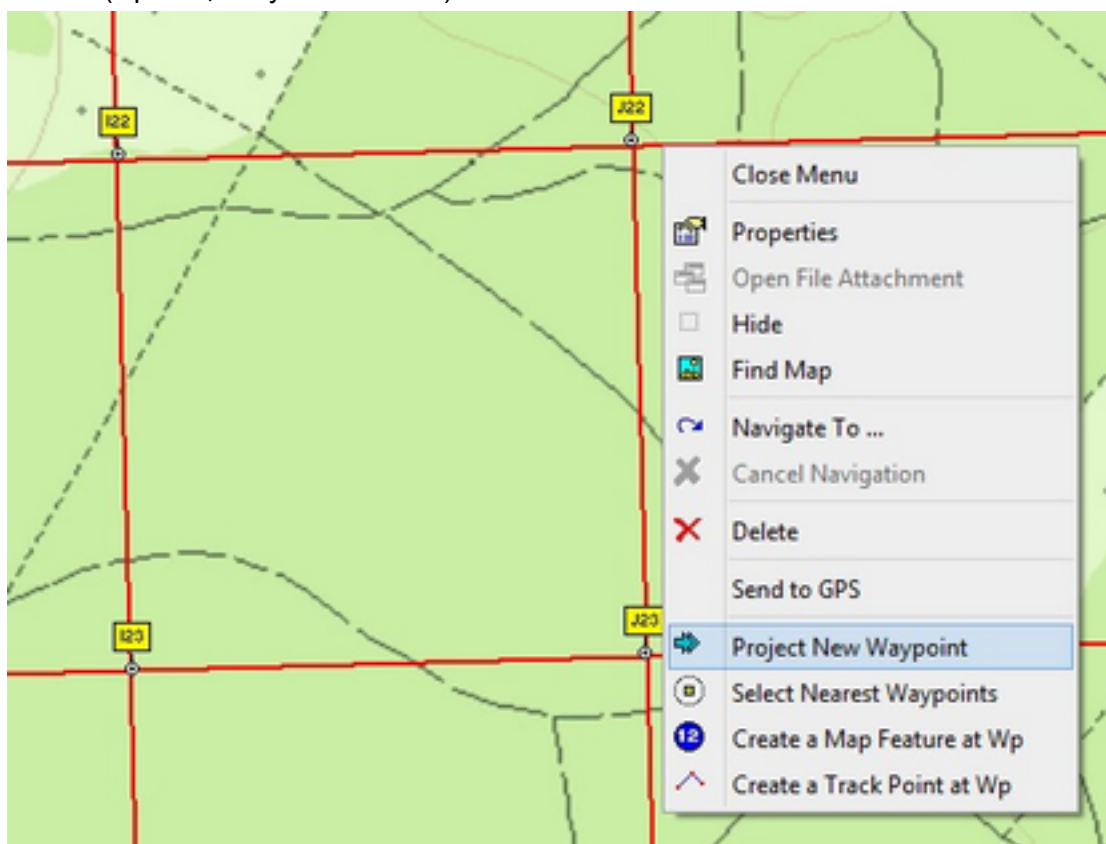 I22
J22
Close Menu
Properties
Open File Attachment
Hide
Find Map
Navigate To ...
Cancel Navigation
Delete
Send to GPS
I23
J23
Project New Waypoint
Select Nearest Waypoints
12
Create a Map Feature at Wp
Create a Track Point at Wp